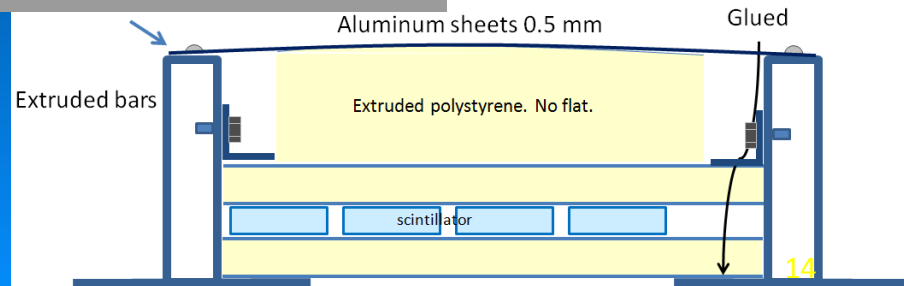 Aluminum sheets 0.5 mm
Glued
Extruded bars
Extruded polystyrene. No flat.
scintillator
14